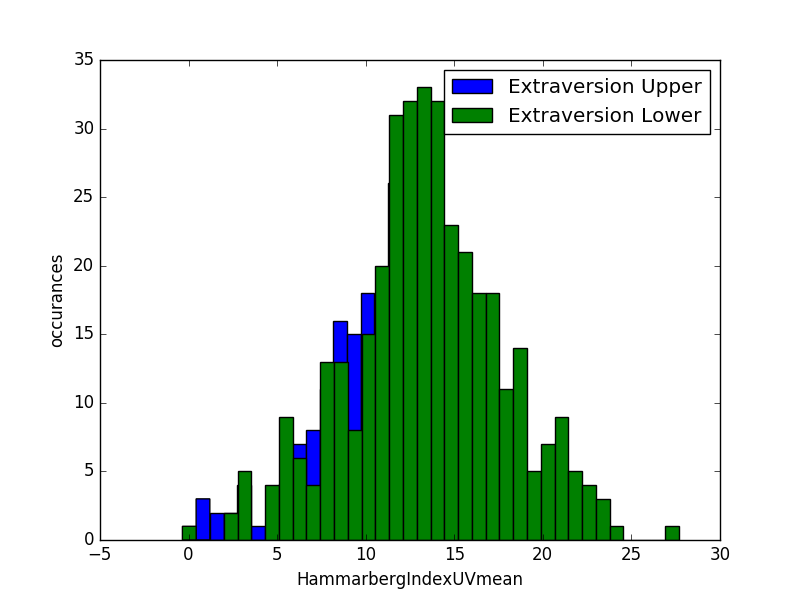 35
30
25
20
15
10
5
0
occurances
Extraversion Upper
Extraversion Lower
−5 0 5 10 15 20 25 30
HammarbergIndexUVmean